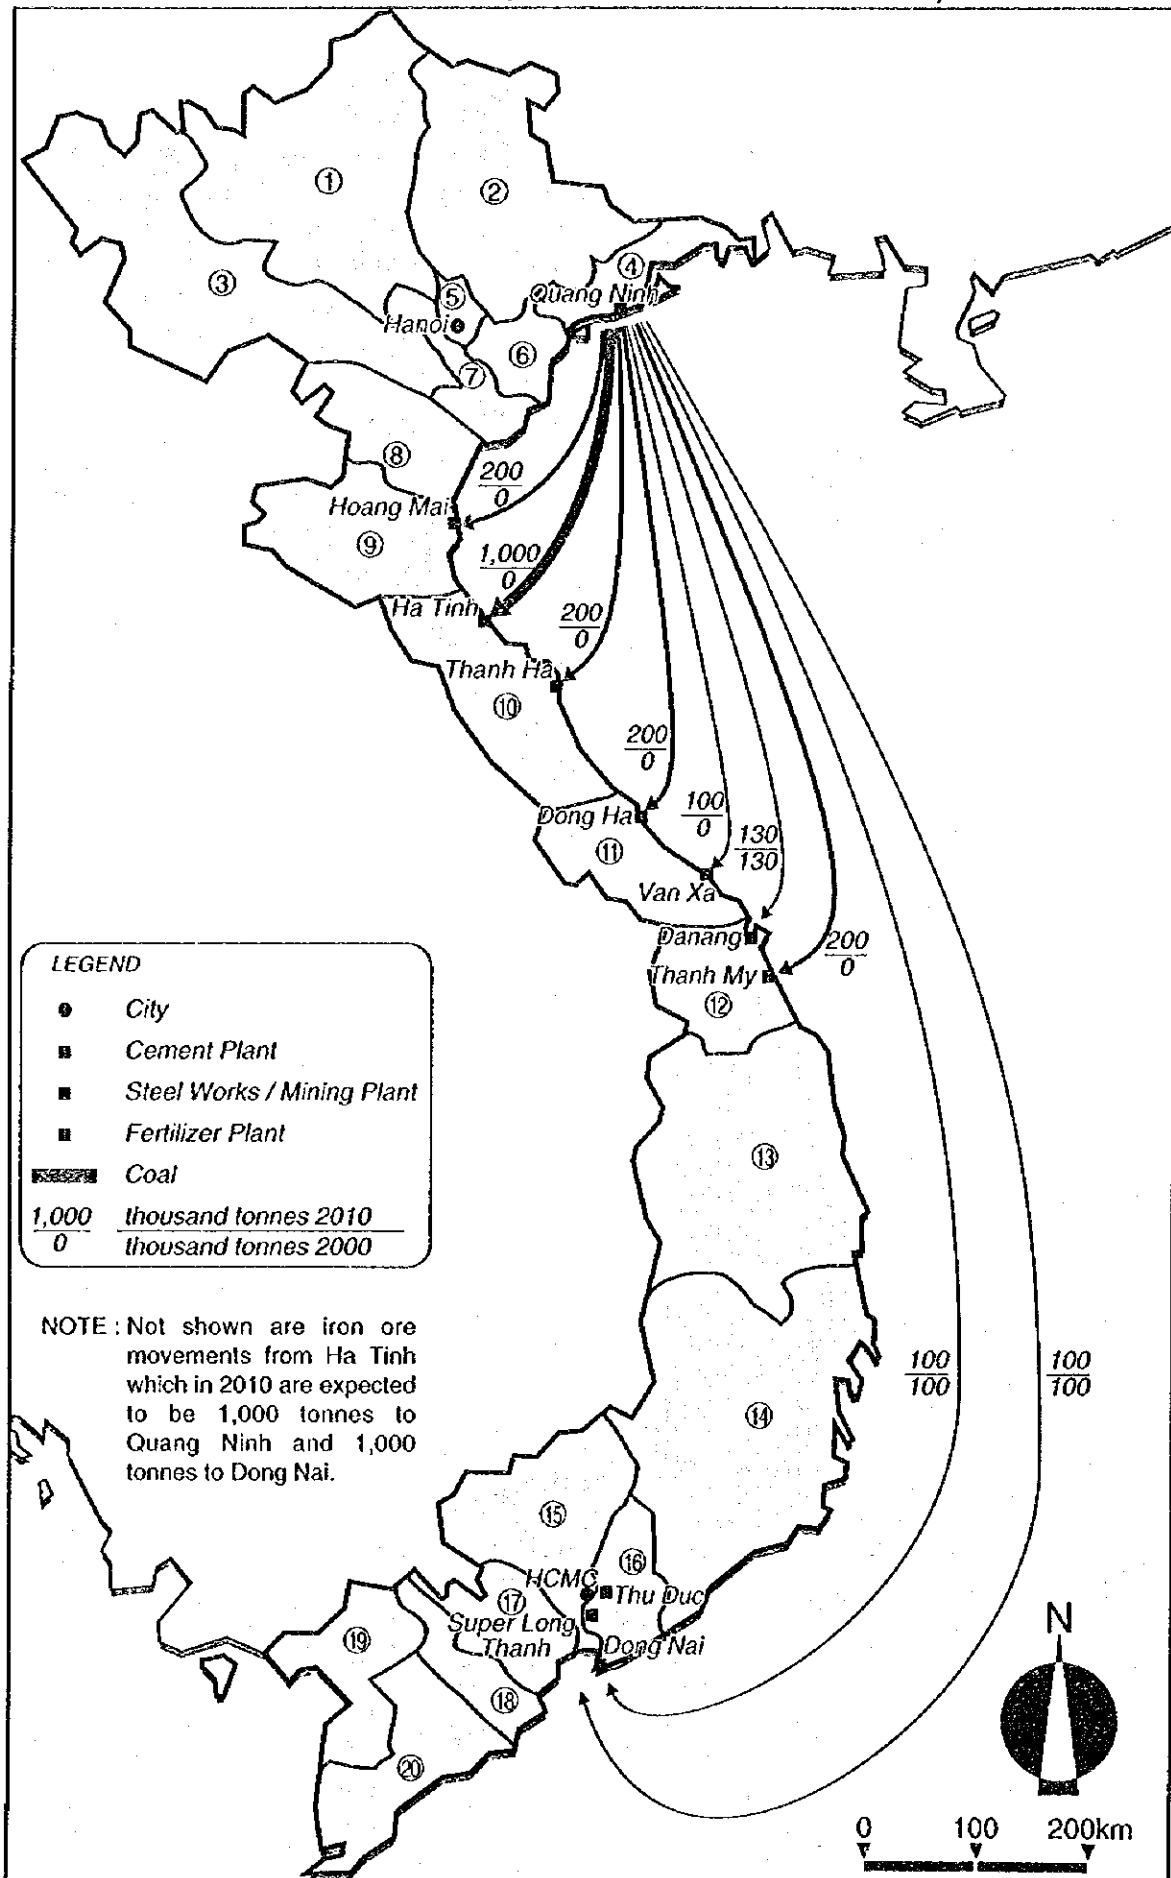 ①
②
③
④
Quang Ninh
⑤
Hanoi
⑥
⑦
⑧
200
0
Hoang Mai
⑨
1,000
0
Ha Tinh
200
0
Thanh Ha
⑩
200
0
Dong Ha
100
0
⑪
130
130
Van Xa
Danang
200
0
Thanh My
⑫
LEGEND
City
Cement Plant
Steel Works / Mining Plant
Fertilizer Plant
Coal
1,000 thousand tonnes 2010
0 thousand tonnes 2000
⑬
NOTE : Not shown are iron ore
movements from Ha Tinh
which in 2010 are expected
to be 1,000 tonnes to
Quang Ninh and 1,000
tonnes to Dong Nai.
100
100
100
100
⑭
⑮
⑯
HCMC
Thu Duc
⑰
Super Long
Thanh
Dong Nai
⑲
⑱
⑳
N
0 100 200km